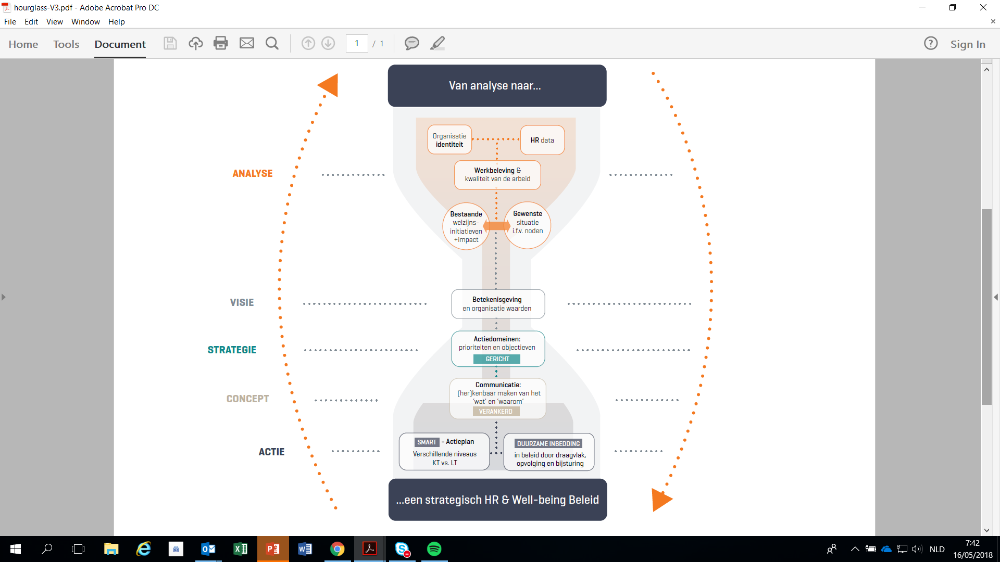 hourglass-V3.pdf - Adobe Acrobat Pro DC
File Edit View Window Help
Home Tools Document 1 / 1 Sign In
Van analyse naar...
Organisatie
identiteit
HR data
Werkbeleving &
kwaliteit van de arbeid
ANALYSE
Bestaande
welzijns-
initiatieven
+impact
Gewenste
situatie
i.f.v. noden
VISIE
Betekenisgeving
en organisatie waarden
STRATEGIE
Actiedomeinen:
prioriteiten en objectieven
GERICHT
CONCEPT
Communicatie:
(her)kenbaar maken van het
'wat' en 'waarom'
VERANKERD
ACTIE
SMART - Actieplan
Verschillende niveaus
KT vs. LT
DUURZAME INBEDDING
in beleid door draagvlak,
opvolging en bijsturing
...een strategisch HR & Well-being Beleid
NLD
7:42
16/05/2018